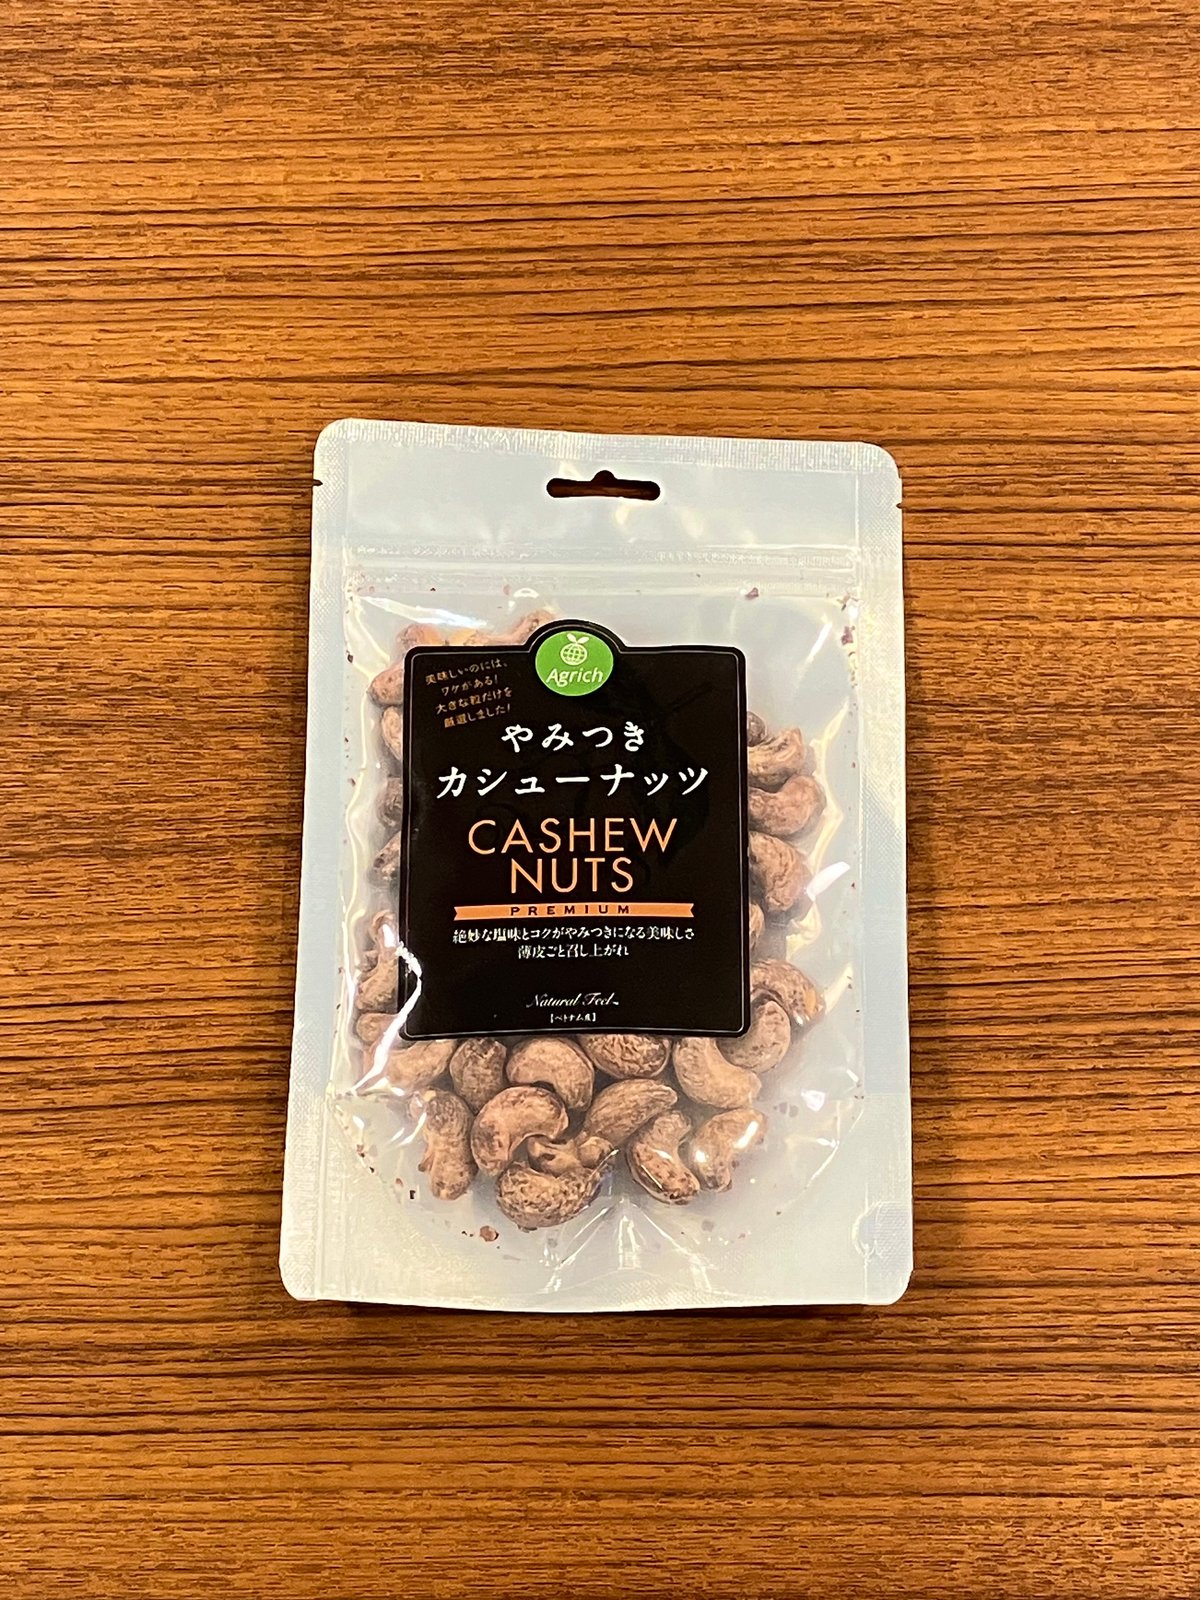 Agrich
美味しいのには、
ワケがある!
大きな粒だけを
厳選しました!
やみつき
カシューナッツ
CASHEW
NUTS
PREMIUM
絶妙な塩味とコクがやみつきになる美味しさ
薄皮ごと召し上がれ
Natural Feel
【ベトナム産】